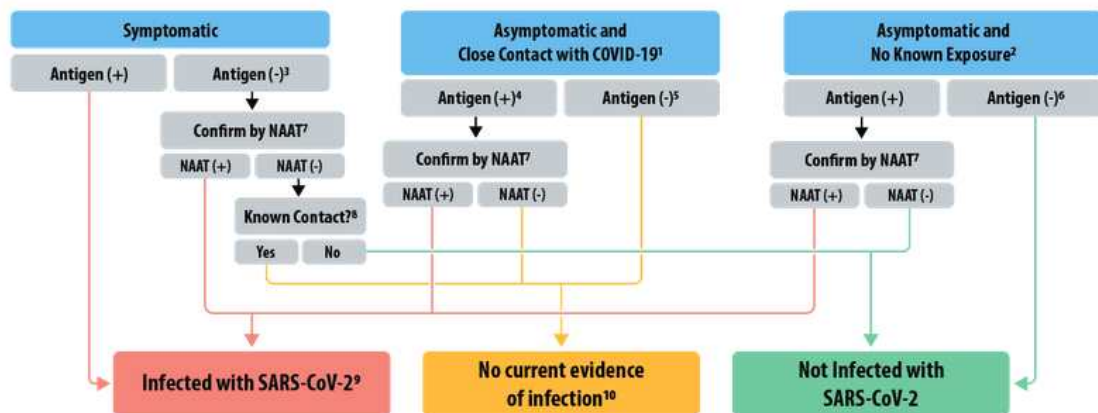 Symptomatic
Antigen (+)
Antigen (-)³
Confirm by NAAT⁷
NAAT (+)
NAAT (-)
Known Contact?⁸
Yes
No
Asymptomatic and
Close Contact with COVID-19¹
Antigen (+)⁴
Antigen (-)⁵
Confirm by NAAT⁷
NAAT (+)
NAAT (-)
Asymptomatic and
No Known Exposure²
Antigen (+)
Antigen (-)⁶
Confirm by NAAT⁷
NAAT (+)
NAAT (-)
Infected with SARS-CoV-2⁹
No current evidence
of infection¹⁰
Not Infected with
SARS-CoV-2